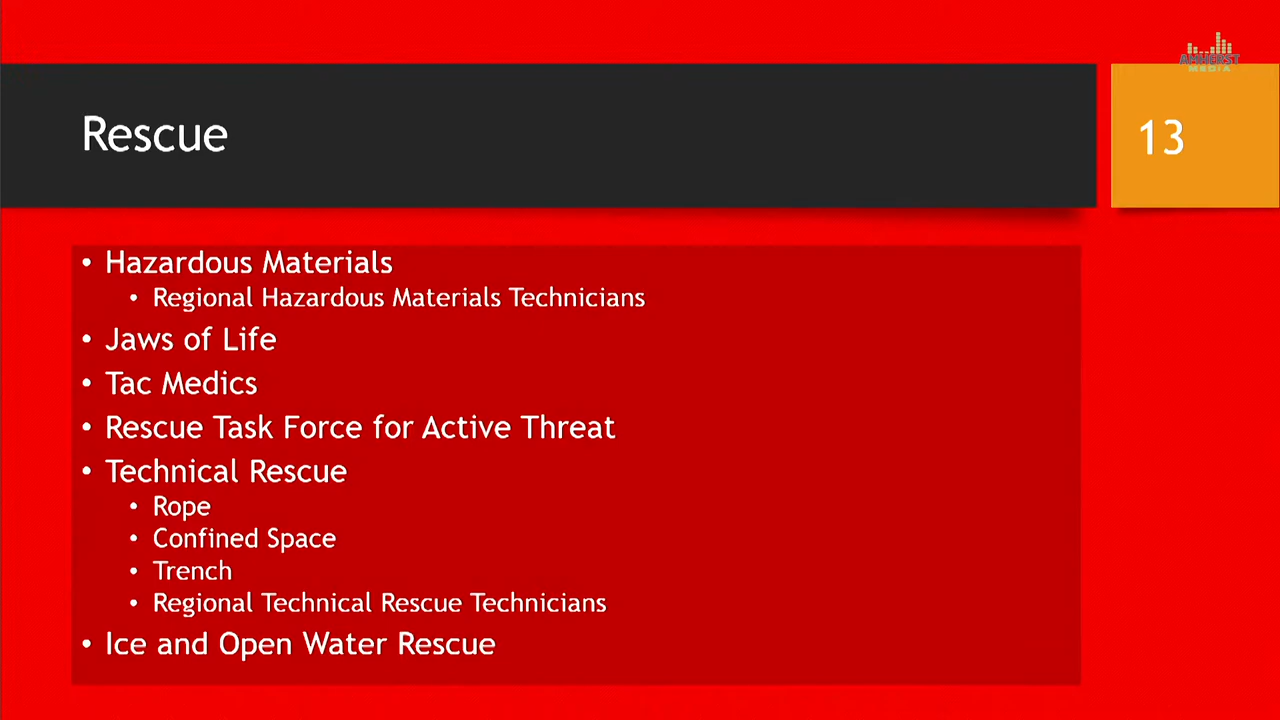 AMHERST
MEDIA
Rescue
13
• Hazardous Materials
• Regional Hazardous Materials Technicians
• Jaws of Life
• Tac Medics
• Rescue Task Force for Active Threat
• Technical Rescue
• Rope
• Confined Space
• Trench
• Regional Technical Rescue Technicians
• Ice and Open Water Rescue